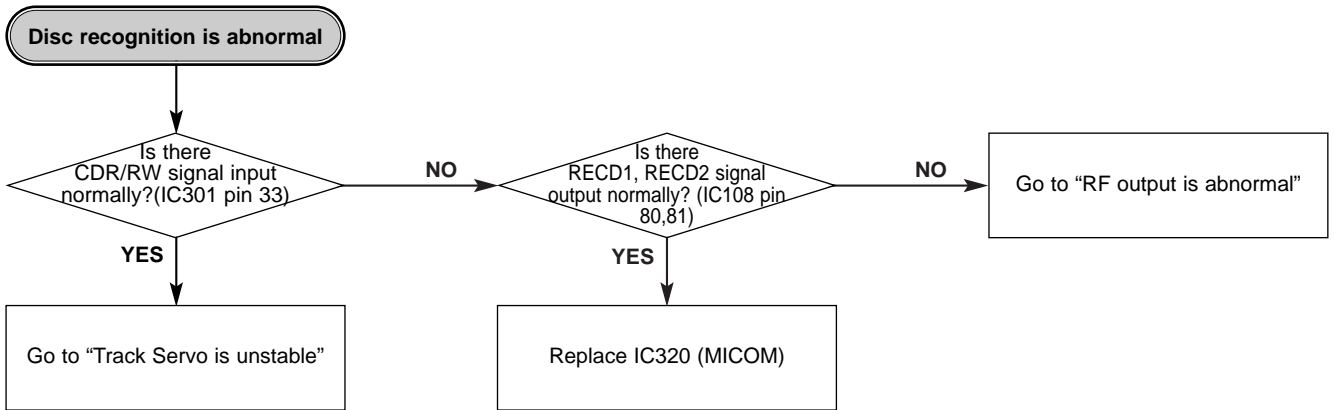 Disc recognition is abnormal
Is there
CDR/RW signal input
normally?(IC301 pin 33)
NO
Is there
RECD1, RECD2 signal
output normally? (IC108 pin
80,81)
NO
Go to “RF output is abnormal”
YES
YES
Go to “Track Servo is unstable”
Replace IC320 (MICOM)